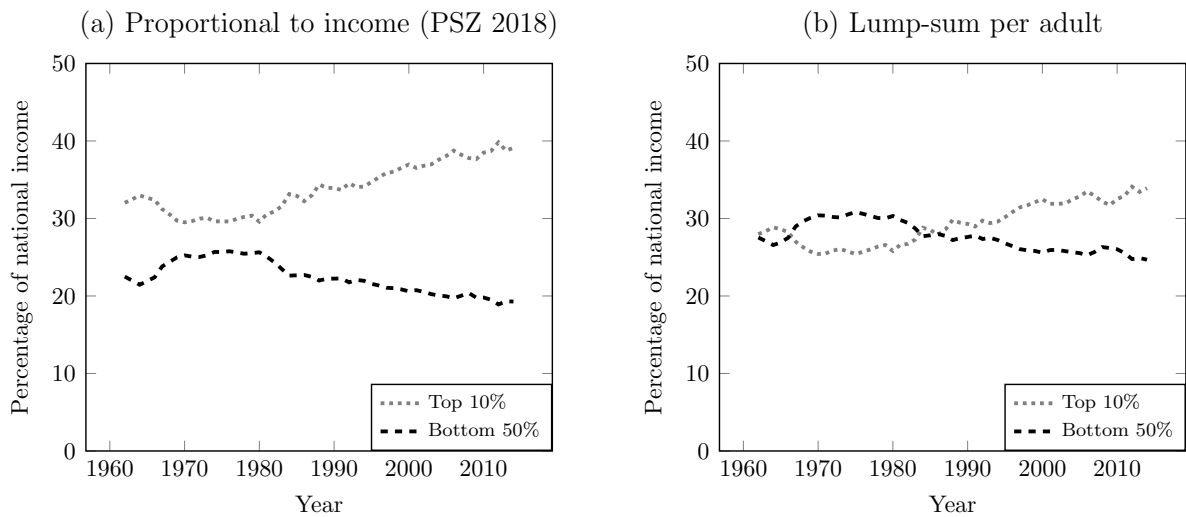 (a) Proportional to income (PSZ 2018)
50
40
30
20
10
0
Percentage of national income
1960 1970 1980 1990 2000 2010
Year
Top 10%
Bottom 50%
(b) Lump-sum per adult
50
40
30
20
10
0
Percentage of national income
1960 1970 1980 1990 2000 2010
Year
Top 10%
Bottom 50%